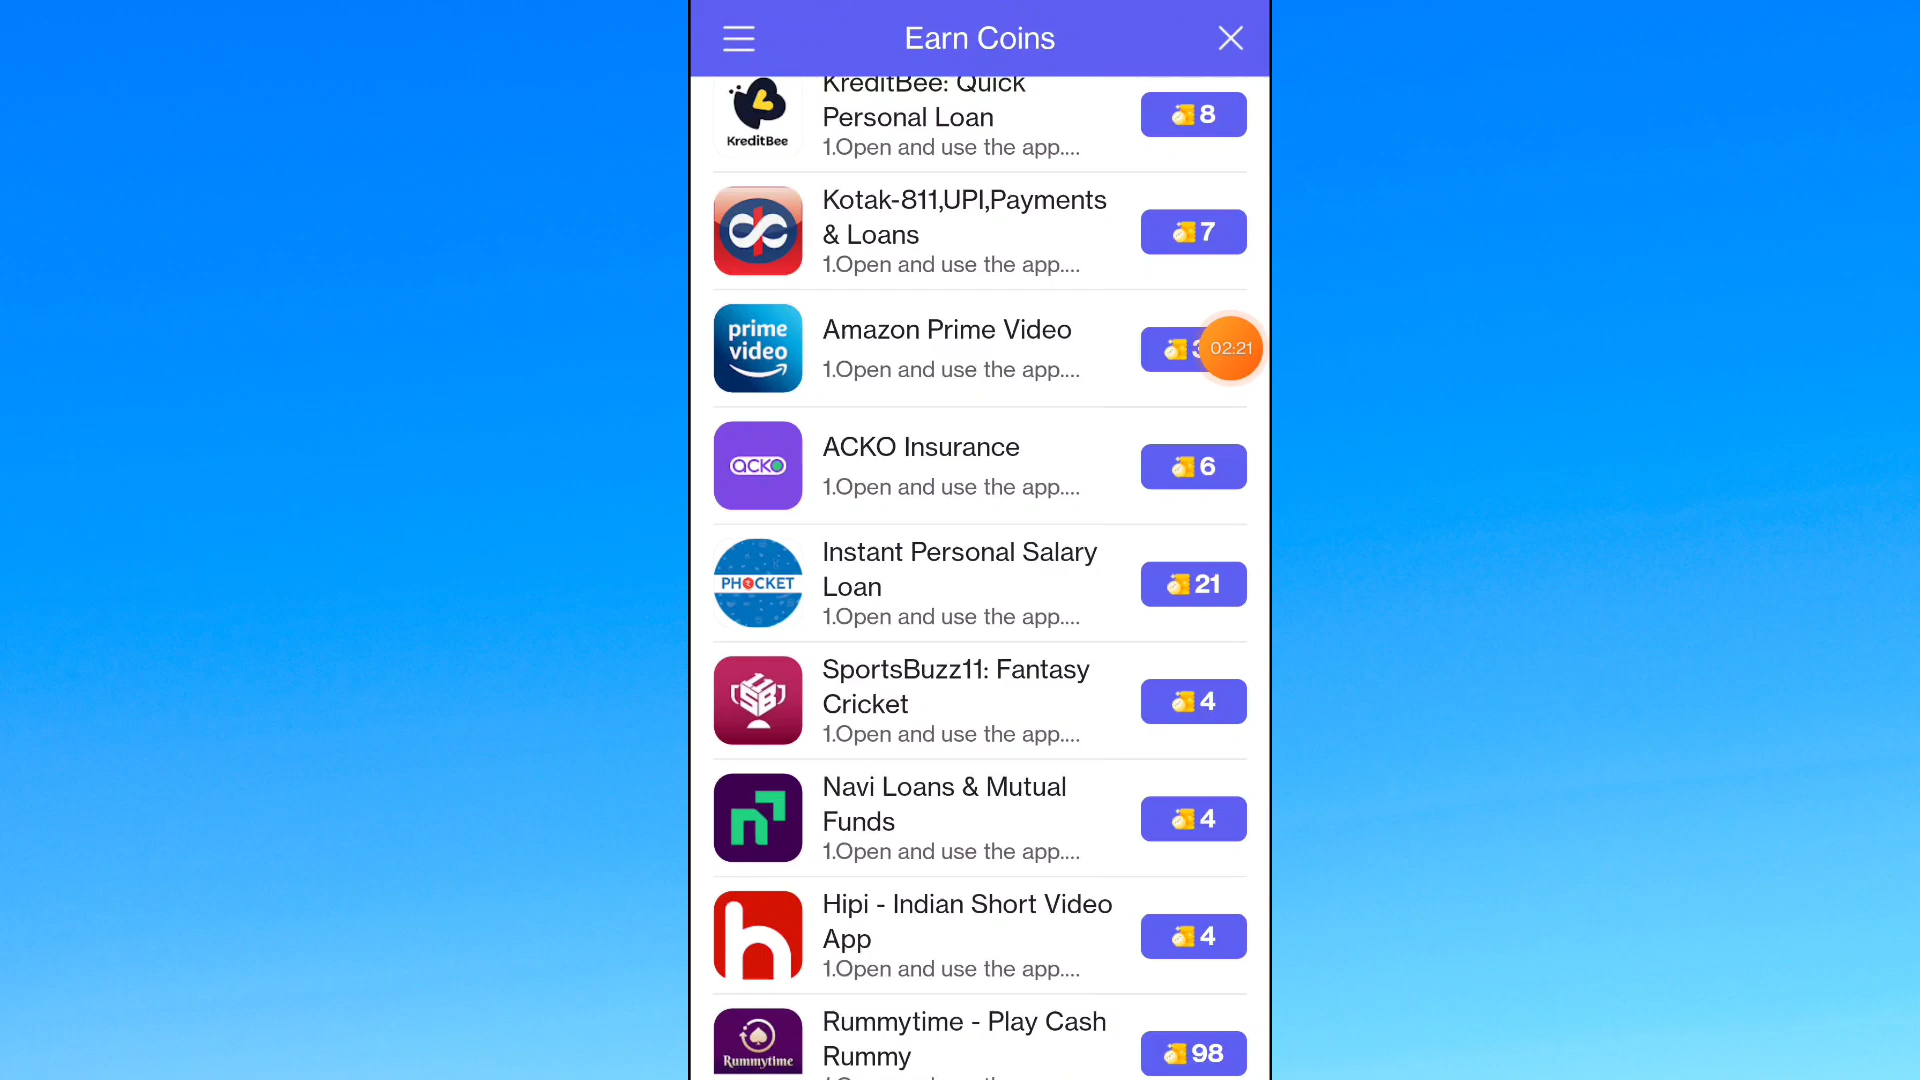 Earn Coins
KreditBee: Quick
Personal Loan
KreditBee
1.Open and use the app....
8
Kotak-811,UPI,Payments
& Loans
1.Open and use the app....
7
prime
video
Amazon Prime Video
1.Open and use the app....
02:21
ACKO
ACKO Insurance
1.Open and use the app....
6
PHOCKET
Instant Personal Salary
Loan
1.Open and use the app....
21
SportsBuzz11: Fantasy
Cricket
1.Open and use the app....
4
Navi Loans & Mutual
Funds
1.Open and use the app....
4
h
Hipi - Indian Short Video
App
1.Open and use the app....
4
Rummytime
Rummytime - Play Cash
Rummy
98